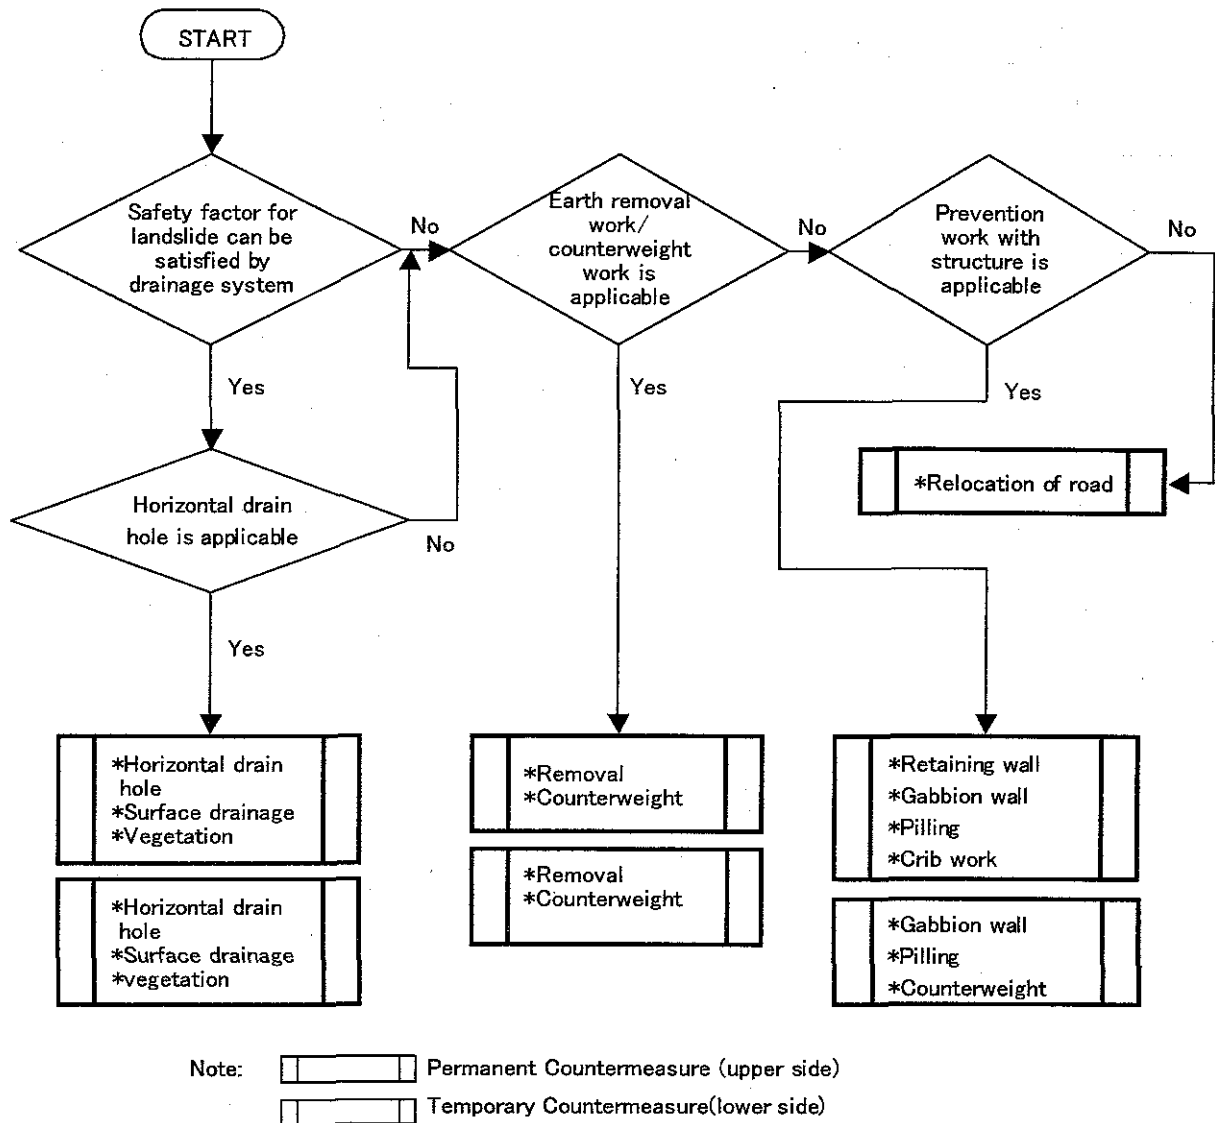 START
Safety factor for
landslide can be
satisfied by
drainage system
No
Earth removal
work/
counterweight
work is
applicable
No
Prevention
work with
structure is
applicable
No
Yes
Yes
Yes
*Relocation of road
Horizontal drain
hole is applicable
No
Yes
*Horizontal drain
hole
*Surface drainage
*Vegetation
*Removal
*Counterweight
*Retaining wall
*Gabbion wall
*Pilling
*Crib work
*Horizontal drain
hole
*Surface drainage
*vegetation
*Removal
*Counterweight
*Gabbion wall
*Pilling
*Counterweight
Note:
Permanent Countermeasure (upper side)
Temporary Countermeasure(lower side)